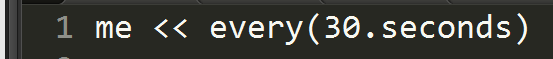 1 me << every(30.seconds)